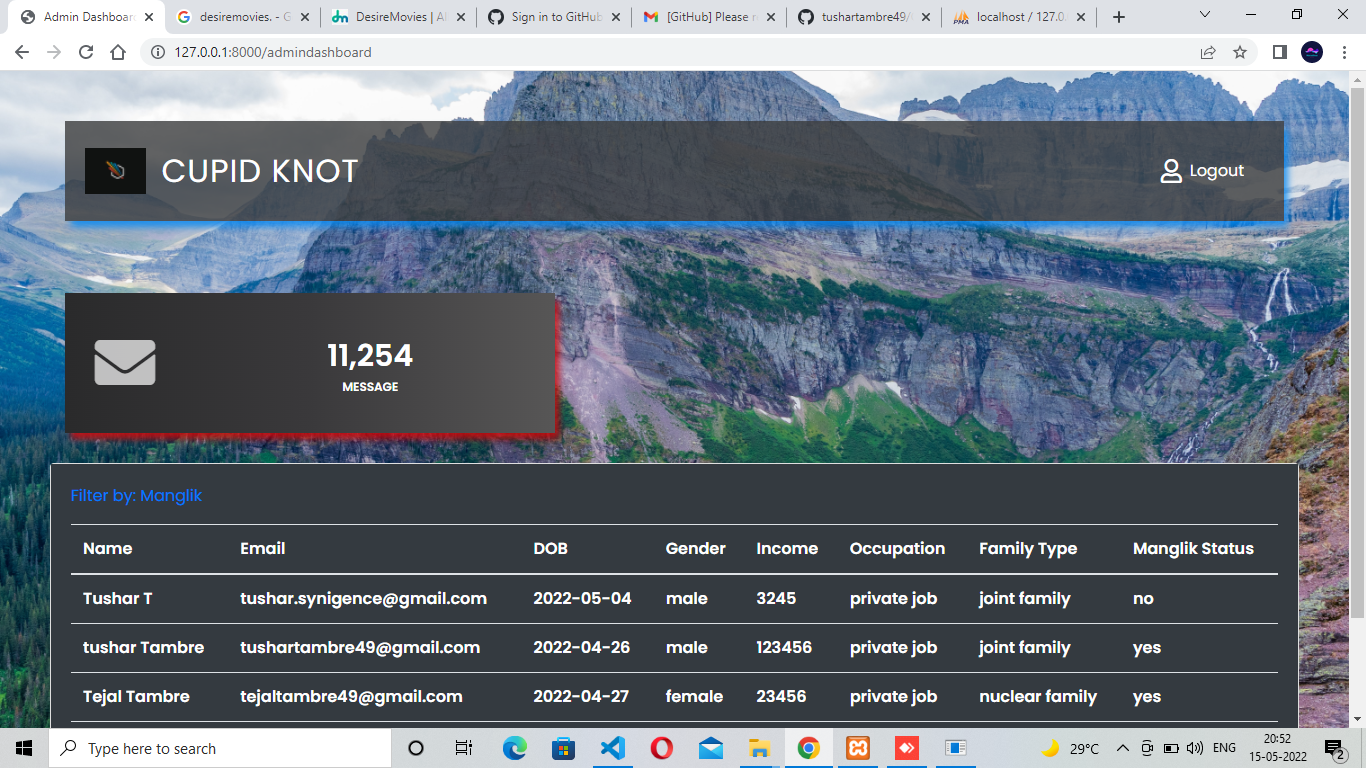 Admin Dashboar
desiremovies. - G
DesireMovies | A
Sign in to GitHub
[GitHub] Please r
tushartambre49/
localhost / 127.0.
127.0.0.1:8000/admindashboard
CUPID KNOT
Logout
11,254
MESSAGE
Filter by: Manglik
Name Email DOB Gender Income Occupation Family Type Manglik Status
Tushar T tushar.synigence@gmail.com 2022-05-04 male 3245 private job joint family no
tushar Tambre tushartambre49@gmail.com 2022-04-26 male 123456 private job joint family yes
Tejal Tambre tejaltambre49@gmail.com 2022-04-27 female 23456 private job nuclear family yes
Type here to search
29°C
ENG
20:52
15-05-2022
2